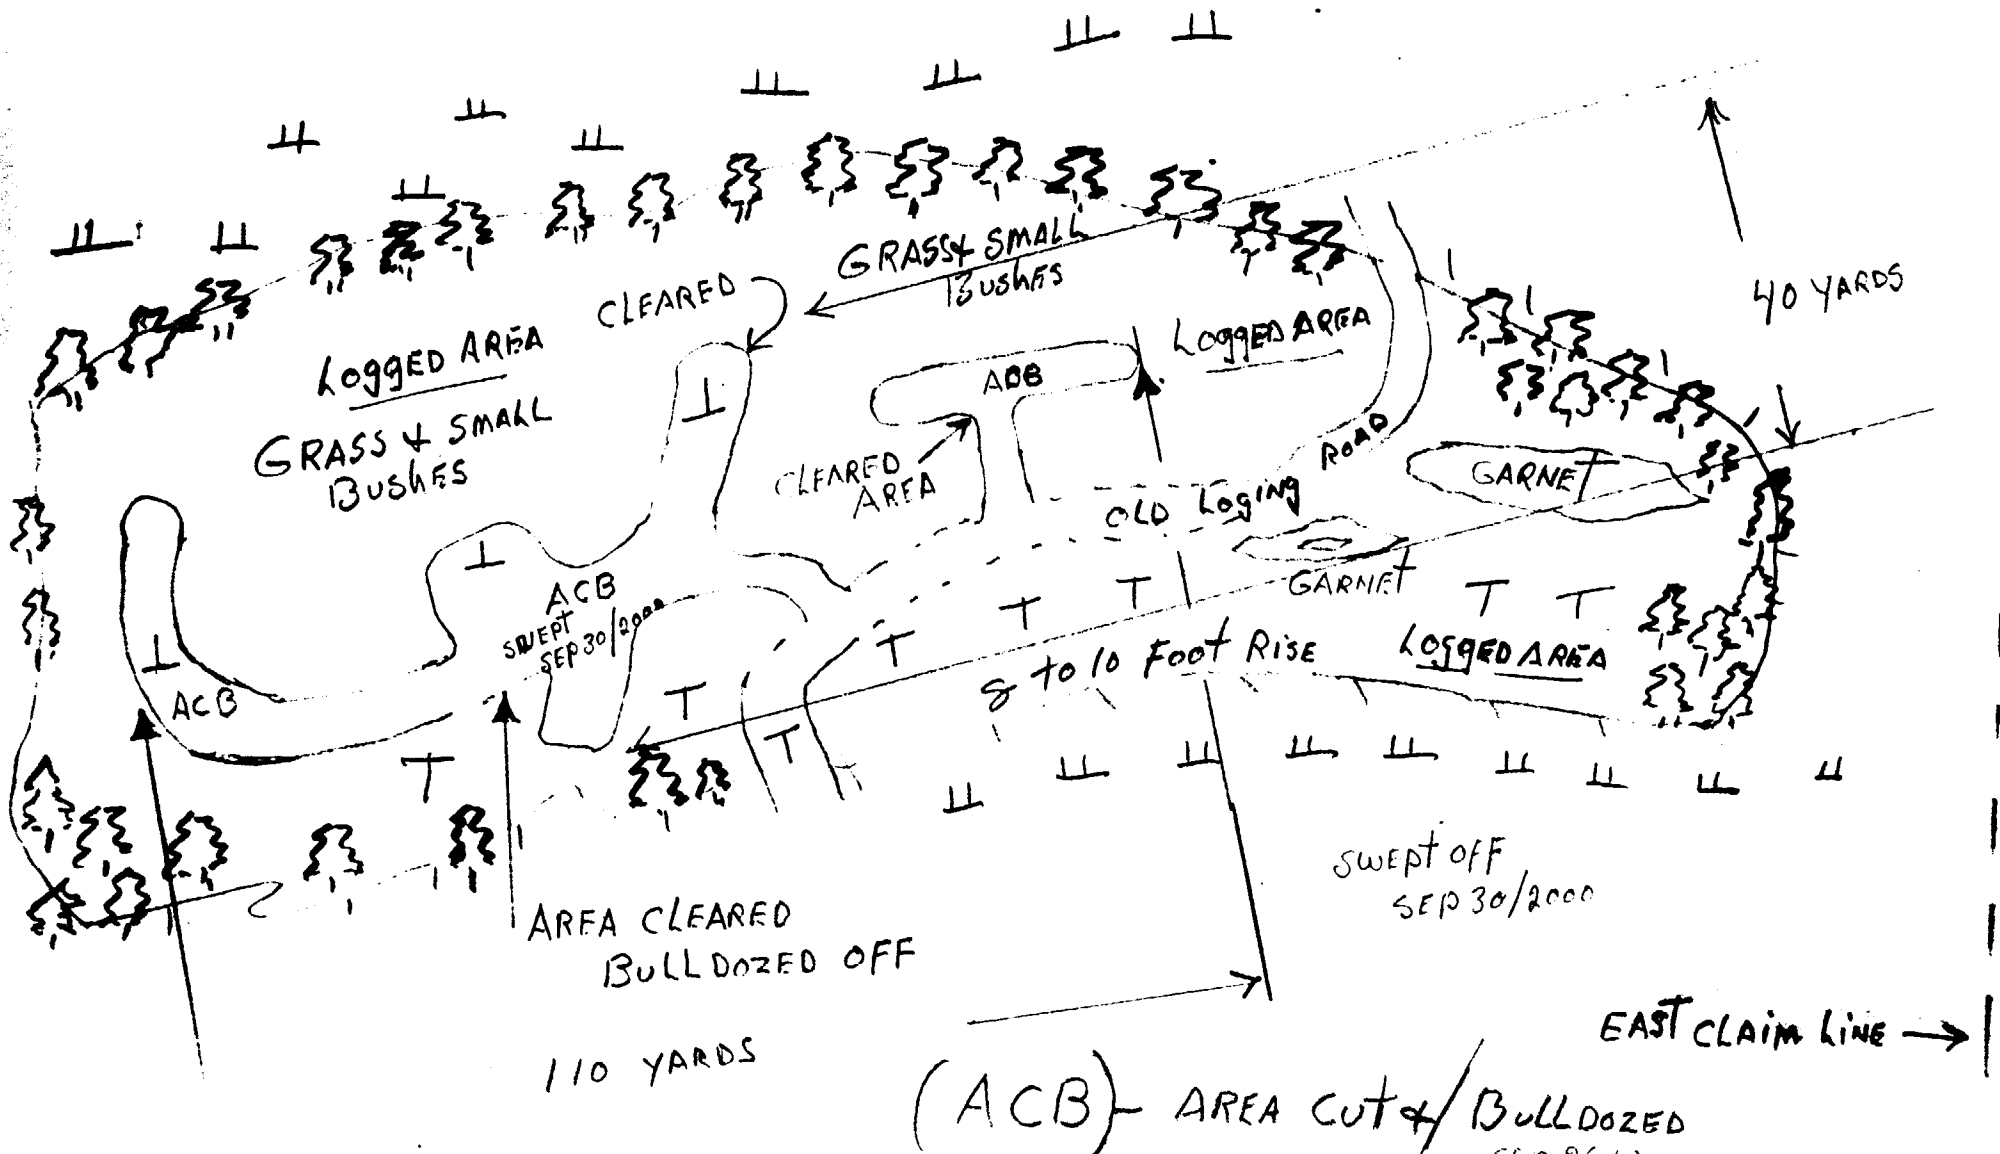 GRASS & SMALL
BUSHES
CLEARED
40 YARDS
LOGGED AREA
LOGGED AREA
GRASS & SMALL
BUSHES
ROAD
CLEARED
AREA
GARNET
OLD LOGING
GARNET
ACB
SWEPT
SEP 30/2000
8 TO 10 FOOT RISE
LOGGED AREA
ACB
SWEPT OFF
SEP 30/2000
AREA CLEARED
BULLDOZED OFF
EAST CLAIM LINE
110 YARDS
(ACB) - AREA CUT & / BULLDOZED